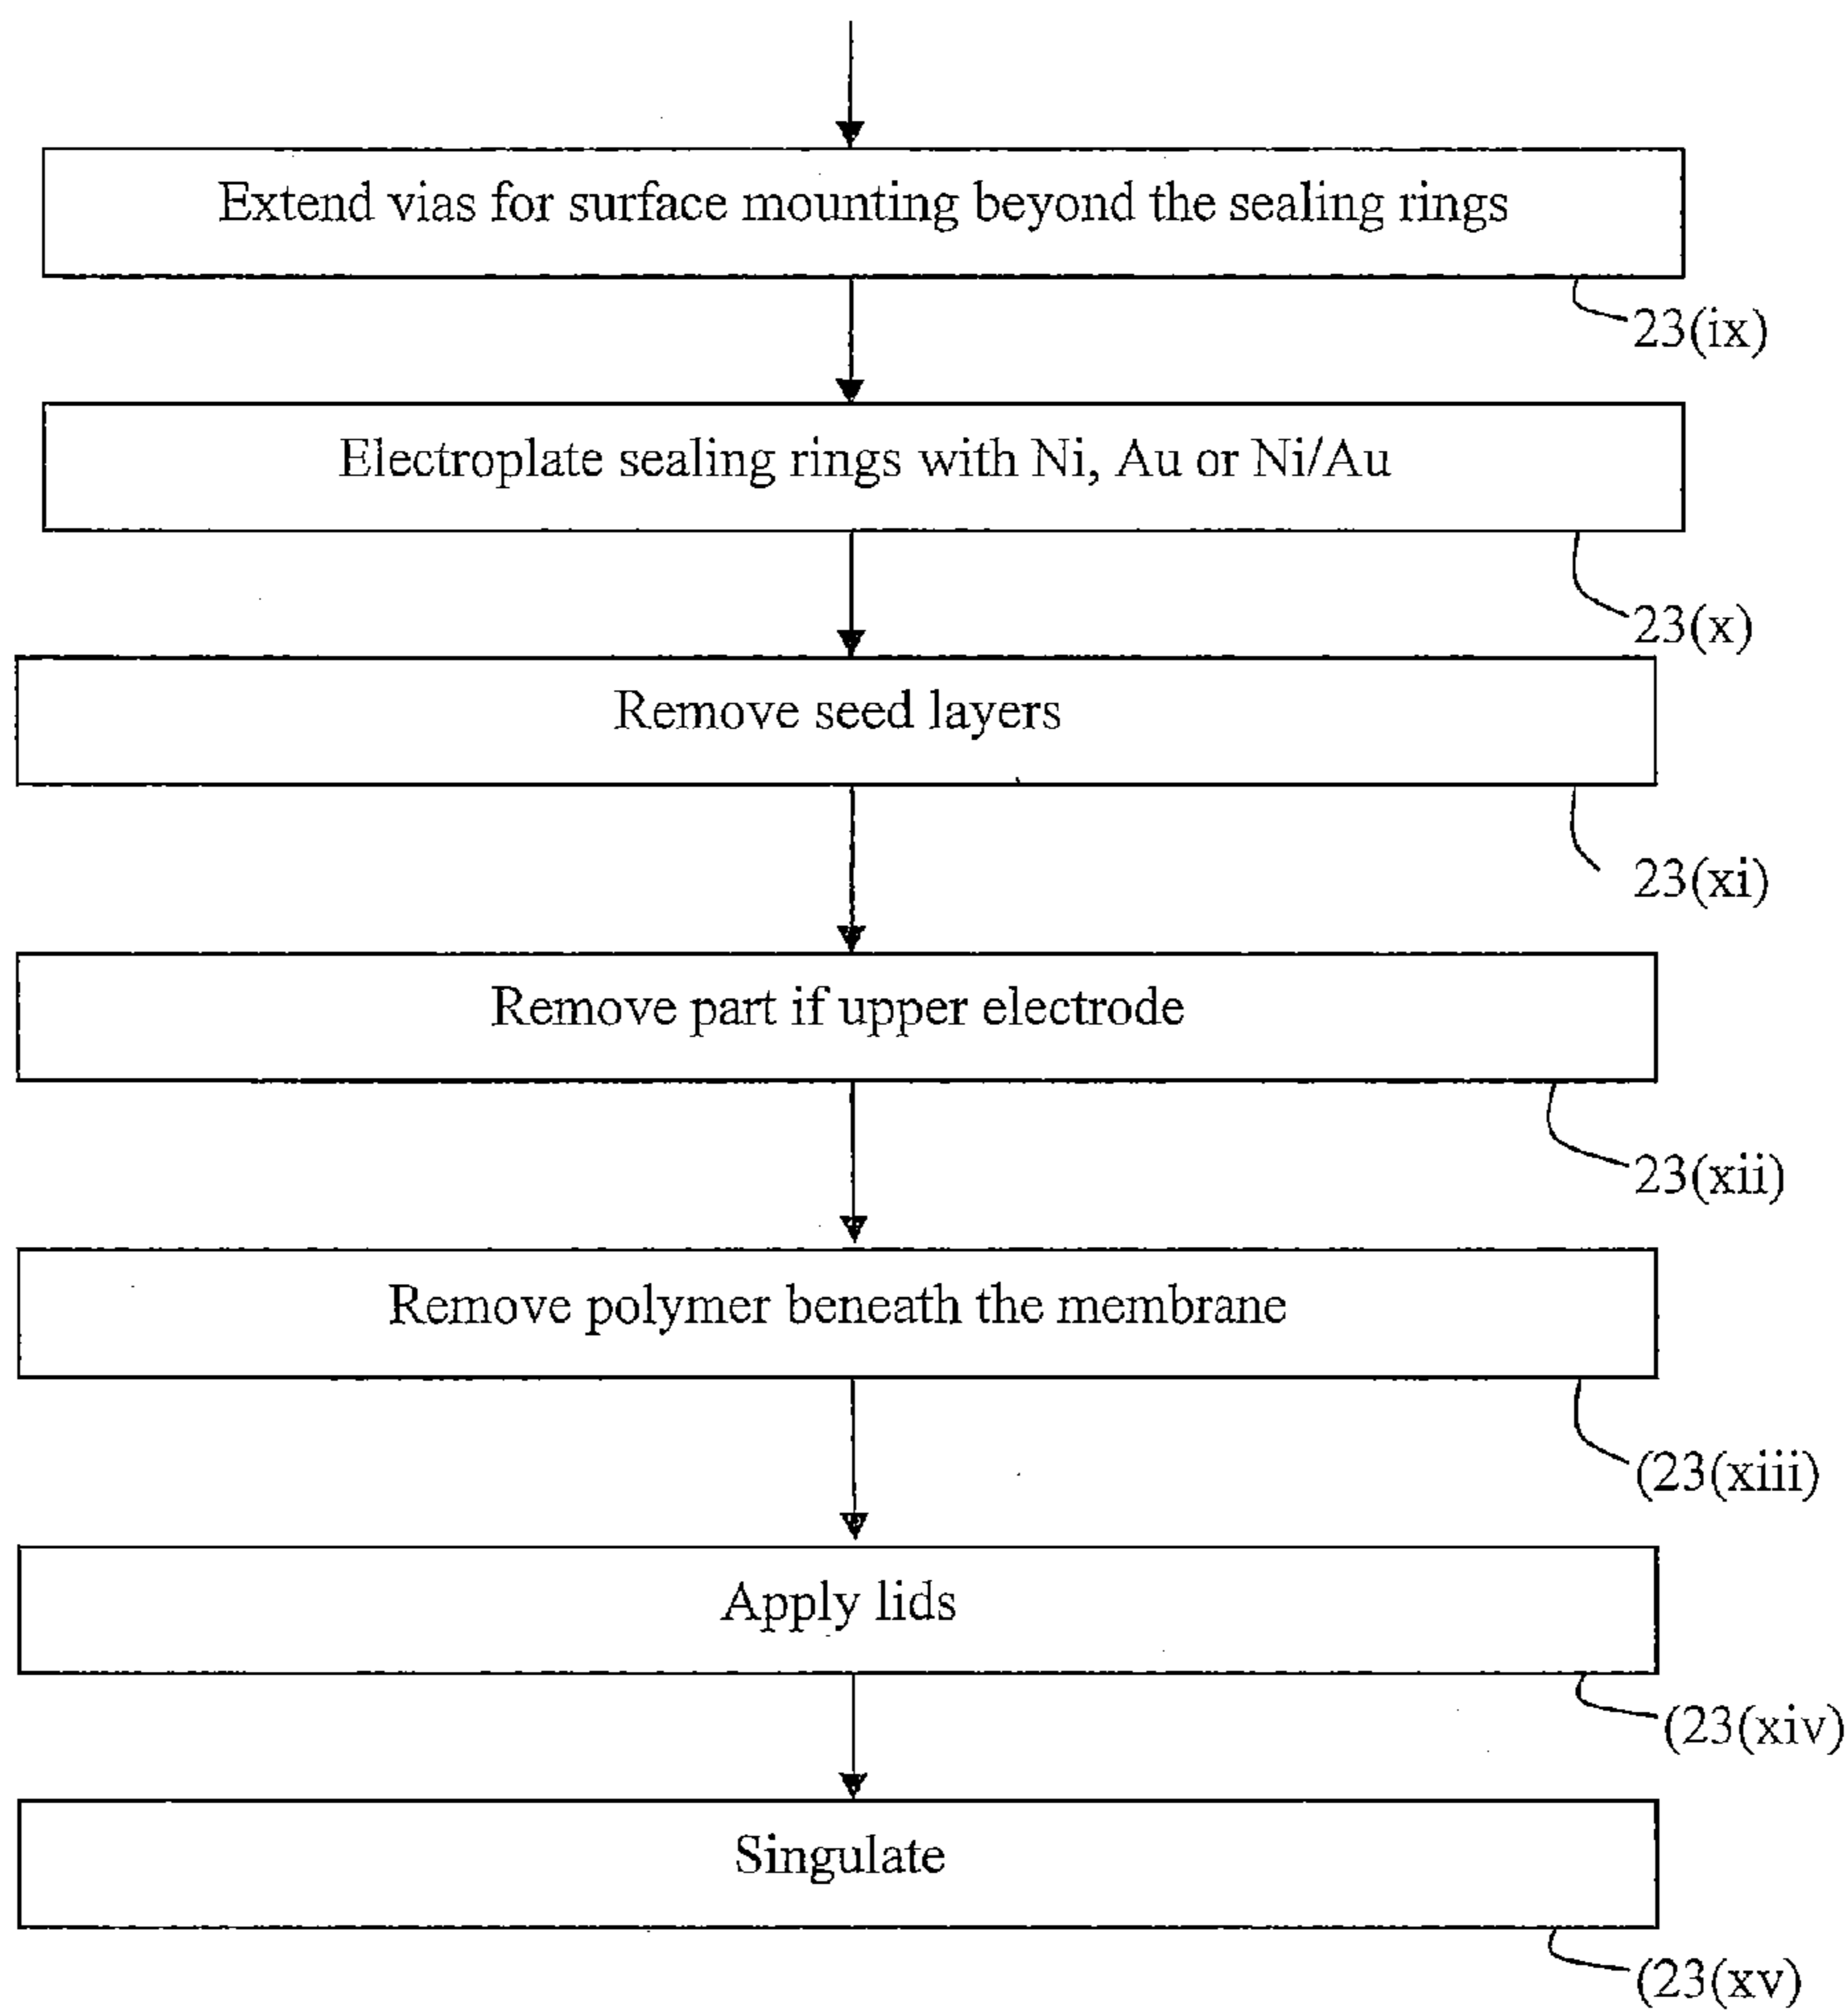 Extend vias for surface mounting beyond the sealing rings
23(ix)
Electroplate sealing rings with Ni, Au or Ni/Au
23(x)
Remove seed layers
23(xi)
Remove part if upper electrode
23(xii)
Remove polymer beneath the membrane
(23(xiii)
Apply lids
(23(xiv)
Singulate
(23(xv)